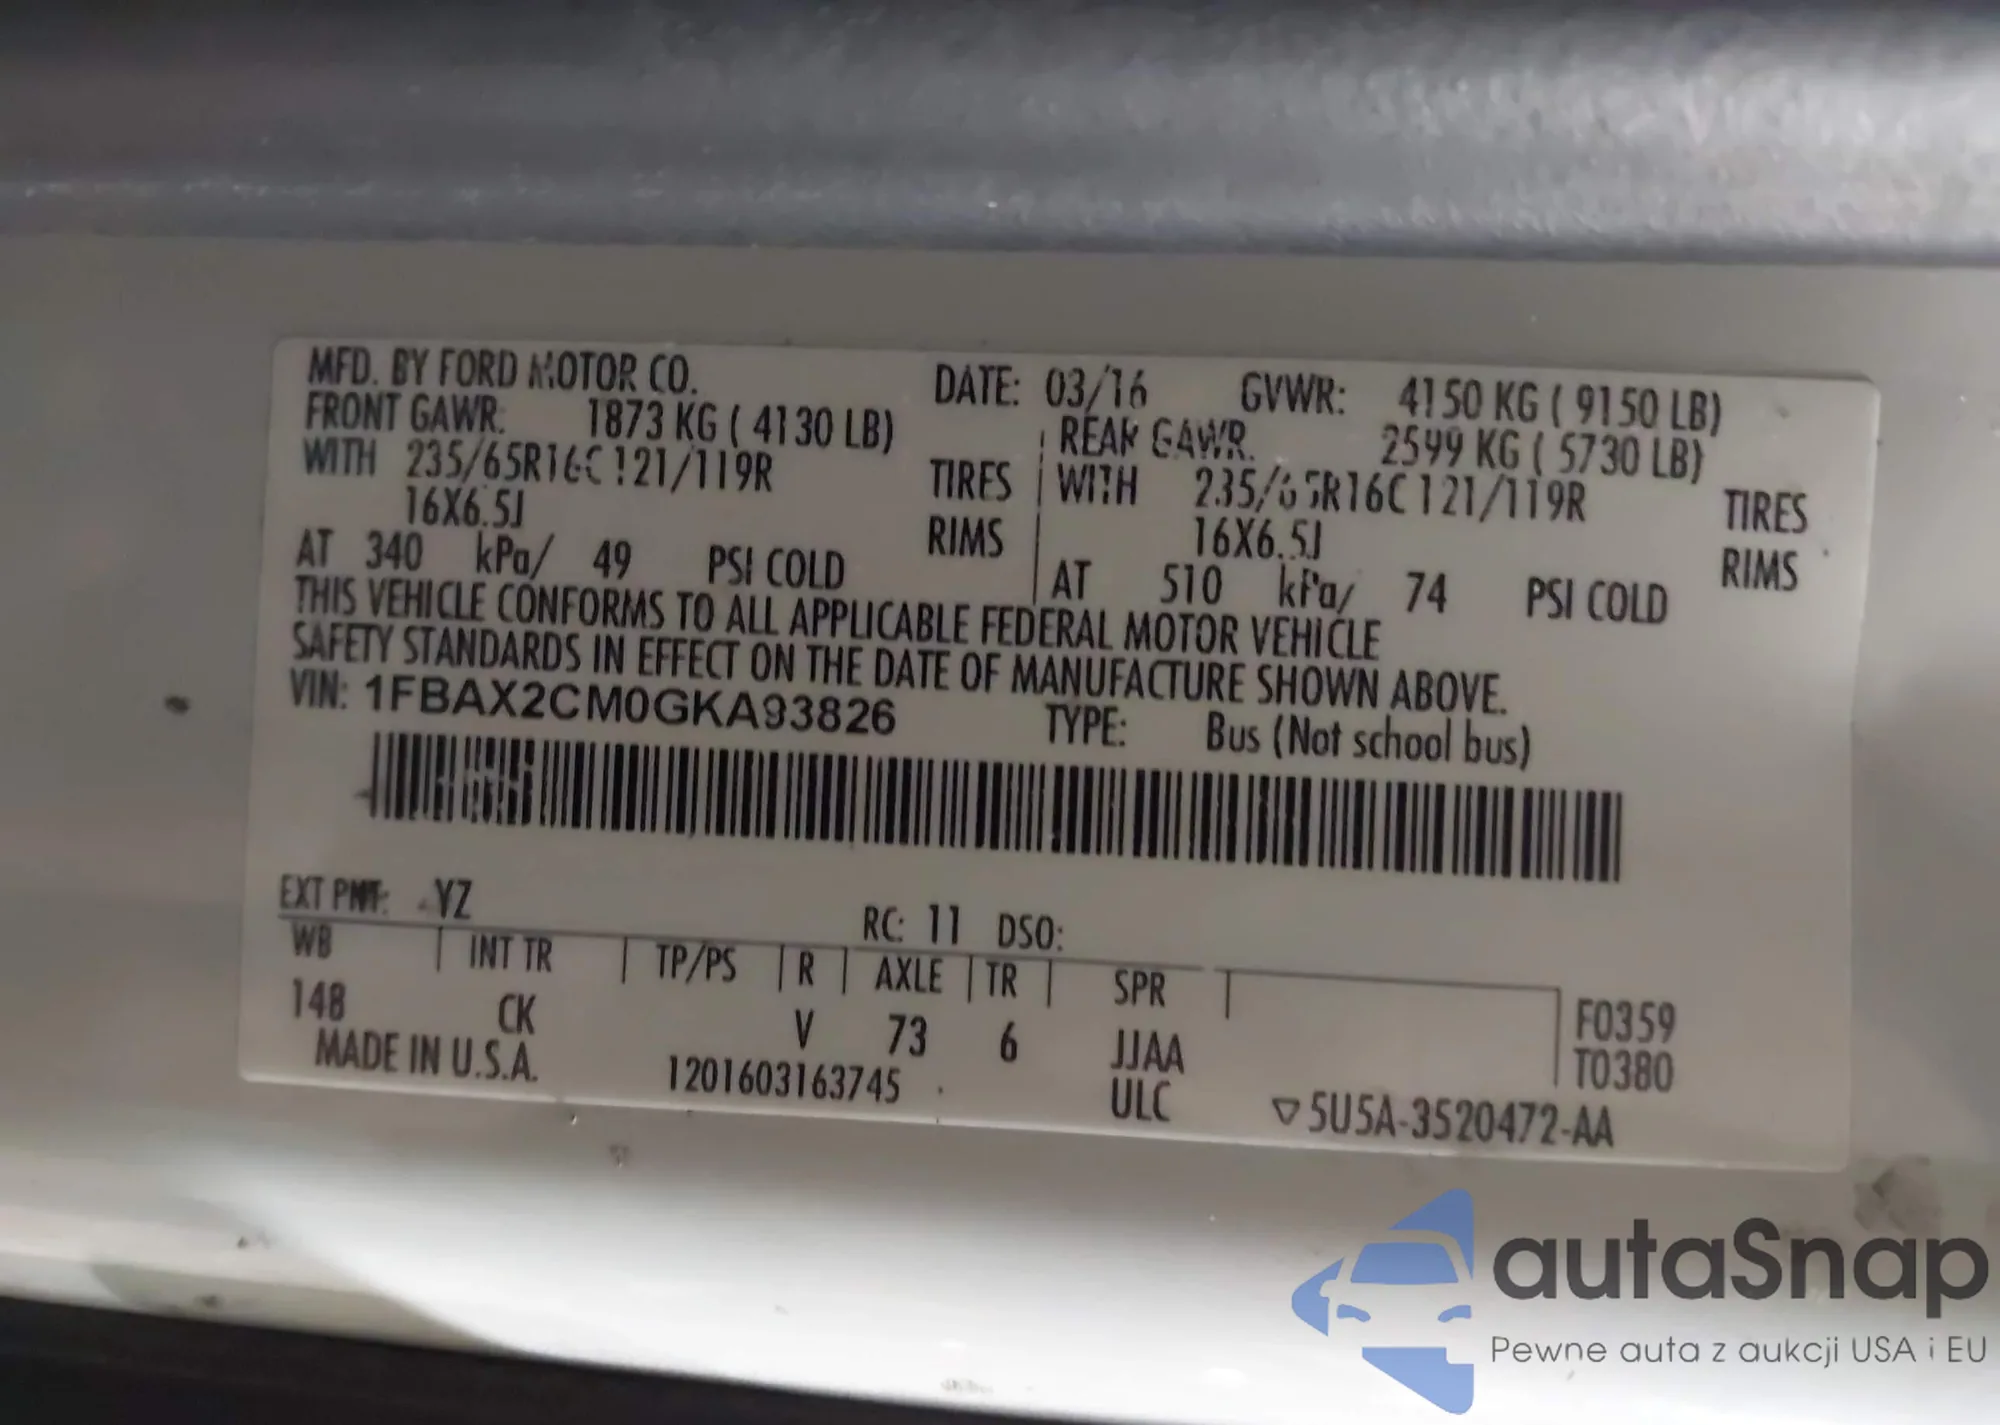 MFD. BY FORD MOTOR CO. DATE: 03/16 GVWR: 4150 KG ( 9150 LB)
FRONT GAWR: 1873 KG ( 4130 LB) REAR GAWR. 2599 KG ( 5730 LB)
WITH 235/65R16C 121/119R TIRES WITH 235/65R16C 121/119R TIRES
16X6.5J RIMS 16X6.5J RIMS
AT 340 kPa/ 49 PSI COLD AT 510 kPa/ 74 PSI COLD
THIS VEHICLE CONFORMS TO ALL APPLICABLE FEDERAL MOTOR VEHICLE
SAFETY STANDARDS IN EFFECT ON THE DATE OF MANUFACTURE SHOWN ABOVE.
VIN: 1FBAX2CM0GKA93826 TYPE: Bus (Not school bus)
EXT PNT: YZ RC: 11 DSO:
WB INT TR TP/PS R AXLE TR SPR
148 CK V 73 6 JJAA F0359
T0380
MADE IN U.S.A. 1201603163745 ULC ▽5U5A-3520472-AA
autaSnap
Pewne auta z aukcji USA i EU